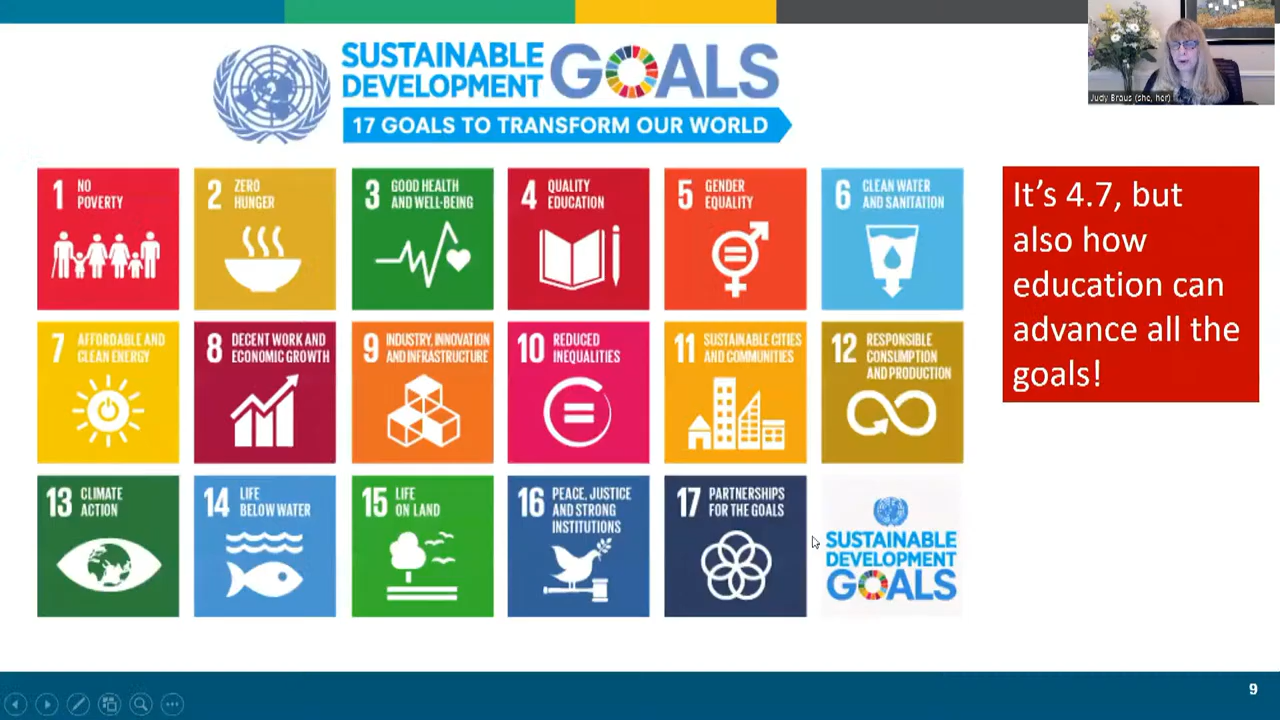 SUSTAINABLE
DEVELOPMENT
GOALS
17 GOALS TO TRANSFORM OUR WORLD
Judy Braus (she, her)
1 NO
POVERTY
2 ZERO
HUNGER
3 GOOD HEALTH
AND WELL-BEING
4 QUALITY
EDUCATION
5 GENDER
EQUALITY
6 CLEAN WATER
AND SANITATION
It's 4.7, but
also how
education can
advance all the
goals!
7 AFFORDABLE AND
CLEAN ENERGY
8 DECENT WORK AND
ECONOMIC GROWTH
9 INDUSTRY, INNOVATION
AND INFRASTRUCTURE
10 REDUCED
INEQUALITIES
11 SUSTAINABLE CITIES
AND COMMUNITIES
12 RESPONSIBLE
CONSUMPTION
AND PRODUCTION
13 CLIMATE
ACTION
14 LIFE
BELOW WATER
15 LIFE
ON LAND
16 PEACE, JUSTICE
AND STRONG
INSTITUTIONS
17 PARTNERSHIPS
FOR THE GOALS
SUSTAINABLE
DEVELOPMENT
GOALS
9